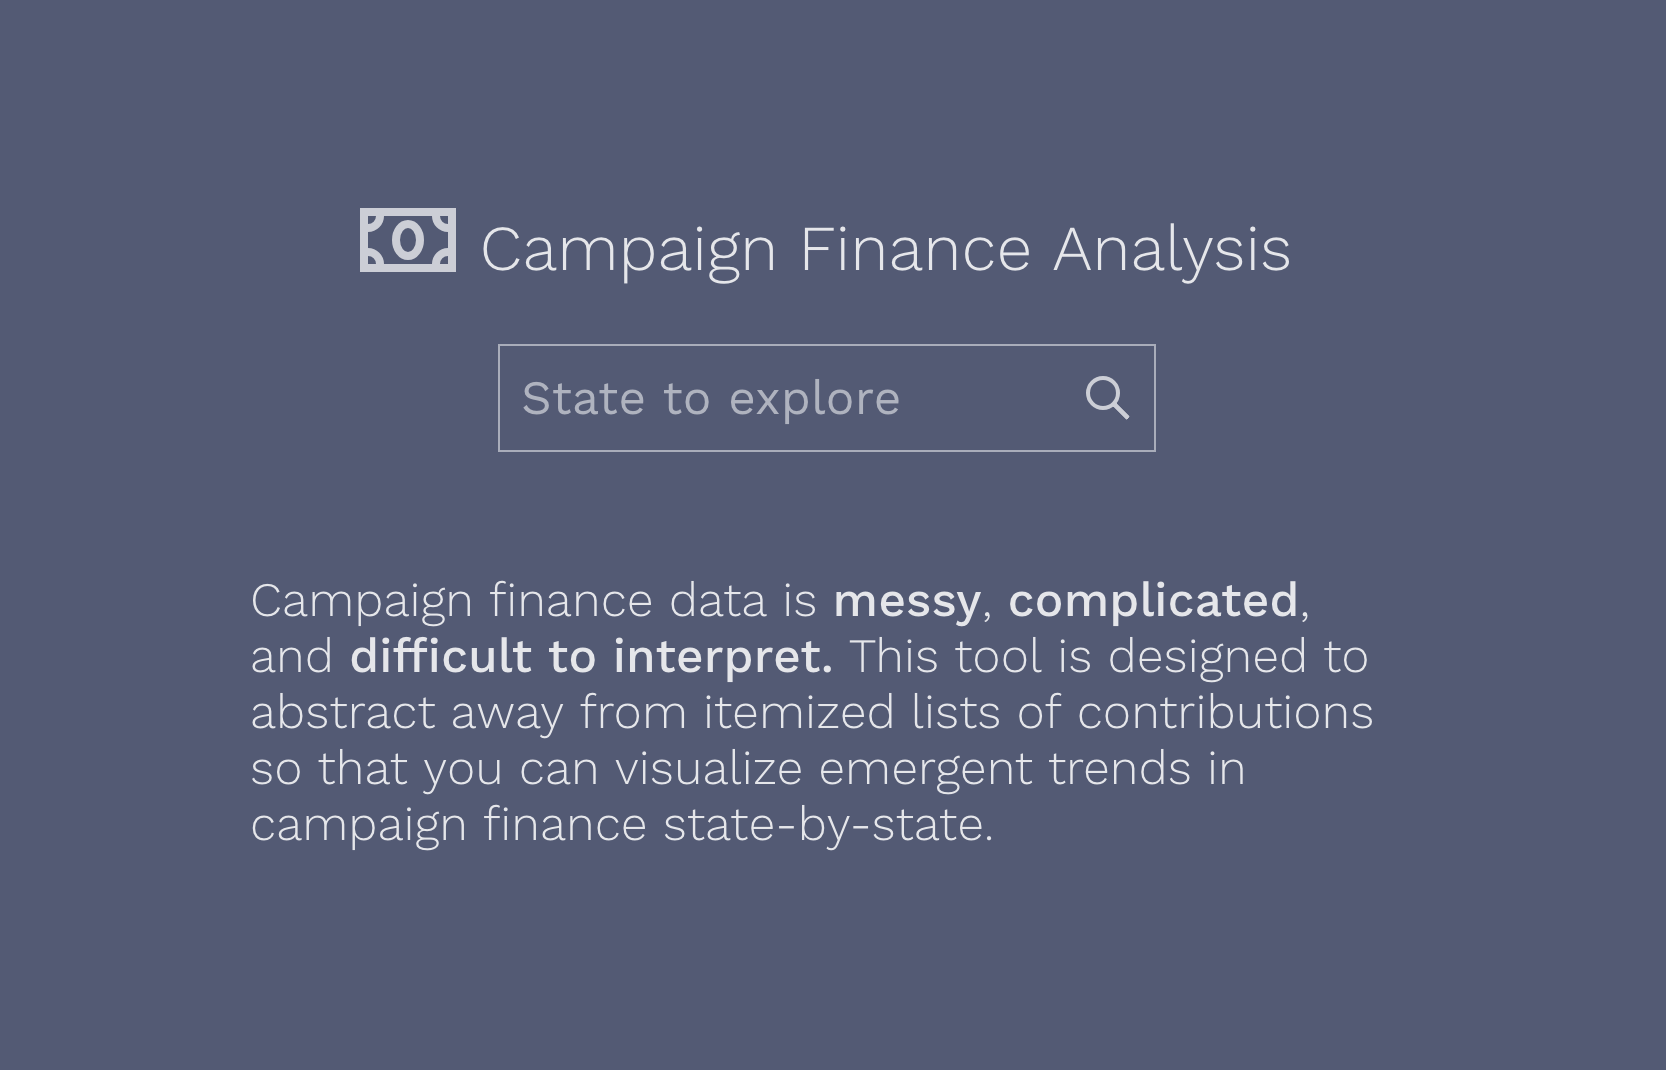 Campaign Finance Analysis
State to explore
Campaign finance data is messy, complicated,
and difficult to interpret. This tool is designed to
abstract away from itemized lists of contributions
so that you can visualize emergent trends in
campaign finance state-by-state.